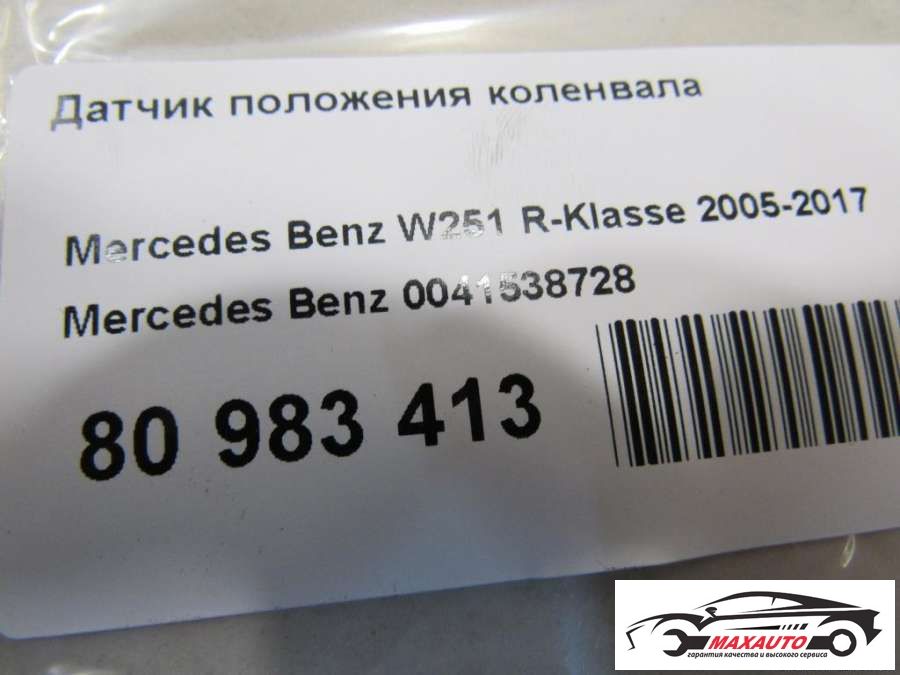 Датчик положения коленвала
Mercedes Benz W251 R-Klasse 2005-2017
Mercedes Benz 0041538728
80 983 413
MAXAUTO
гарантия качества и высокого сервиса